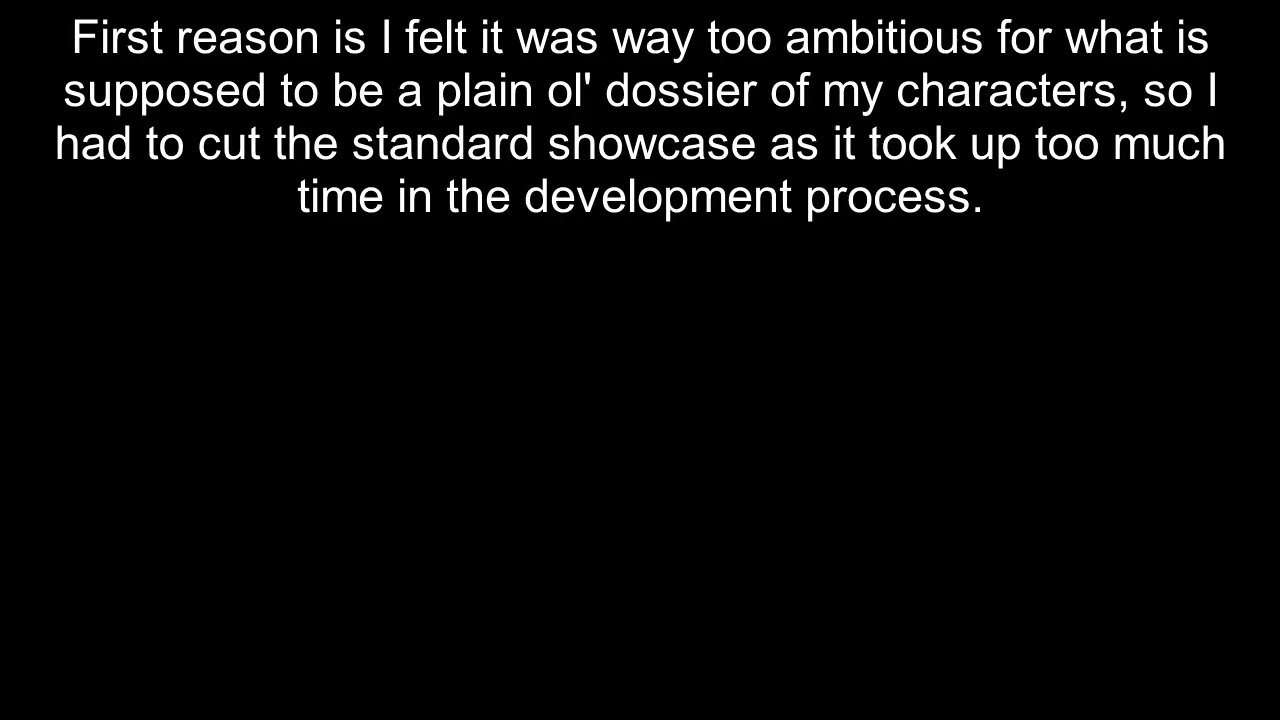 First reason is I felt it was way too ambitious for what is
supposed to be a plain ol' dossier of my characters, so I
had to cut the standard showcase as it took up too much
time in the development process.